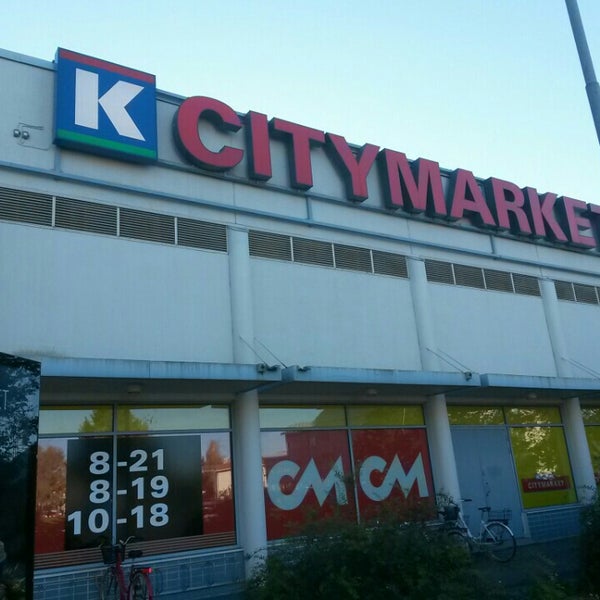 K CITYMARKET
8-21
8-19
10-18
CM CM
CITYMARKET